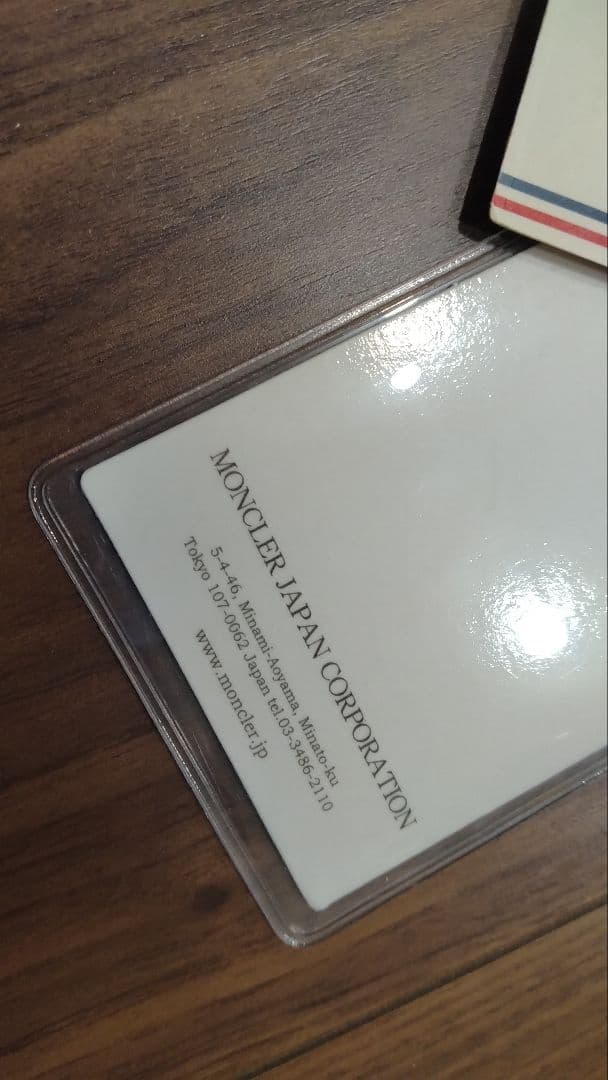 MONCLER JAPAN CORPORATION
5-4-46, Minami-Aoyama, Minato-ku
Tokyo 107-0062 Japan tel.03-3486-2110
www.moncler.jp